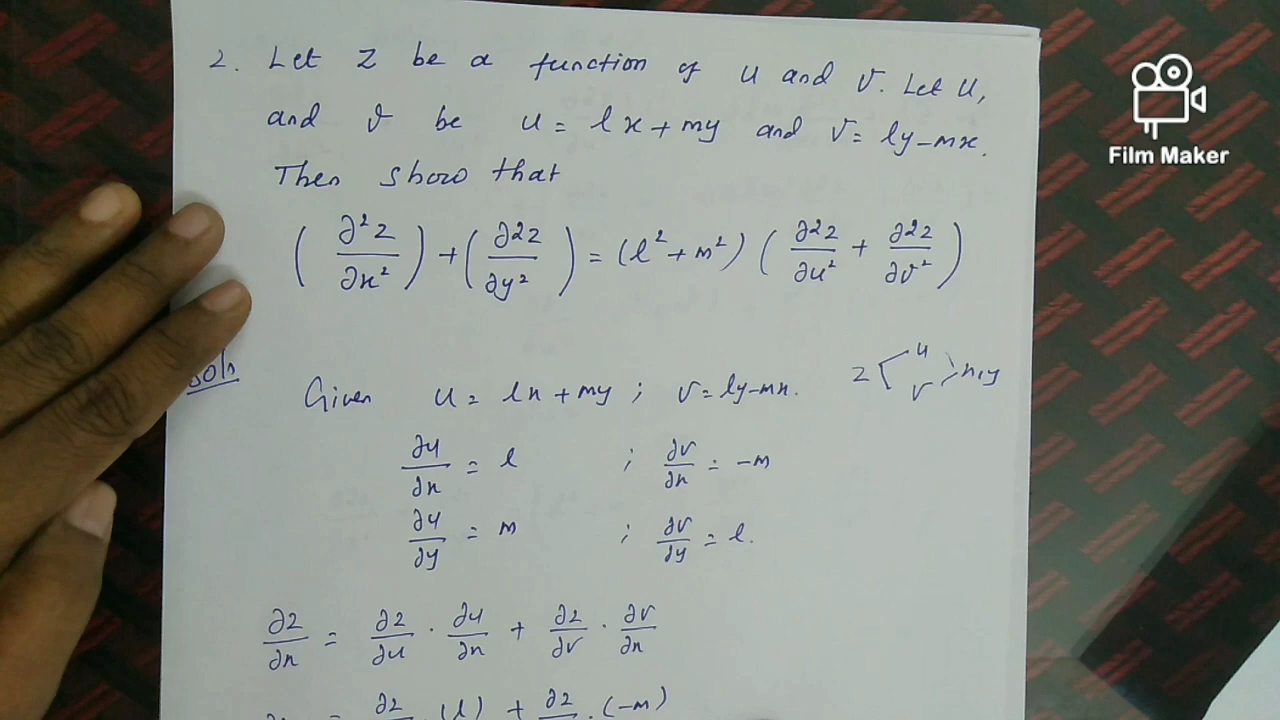 2. Let Z be a function of u and v. Let u,
and v be u = lx + my and v = ly - mx.
Then show that
(∂²z/∂x²) + (∂²z/∂y²) = (l² + m²) (∂²z/∂u² + ∂²z/∂v²)
Soln
Given u = lx + my ; v = ly - mx. z < u v > x, y
∂u/∂x = l ; ∂v/∂x = -m
∂u/∂y = m ; ∂v/∂y = l.
∂z/∂x = ∂z/∂u . ∂u/∂x + ∂z/∂v . ∂v/∂x
= ∂z (l) + ∂z . (-m)
Film Maker